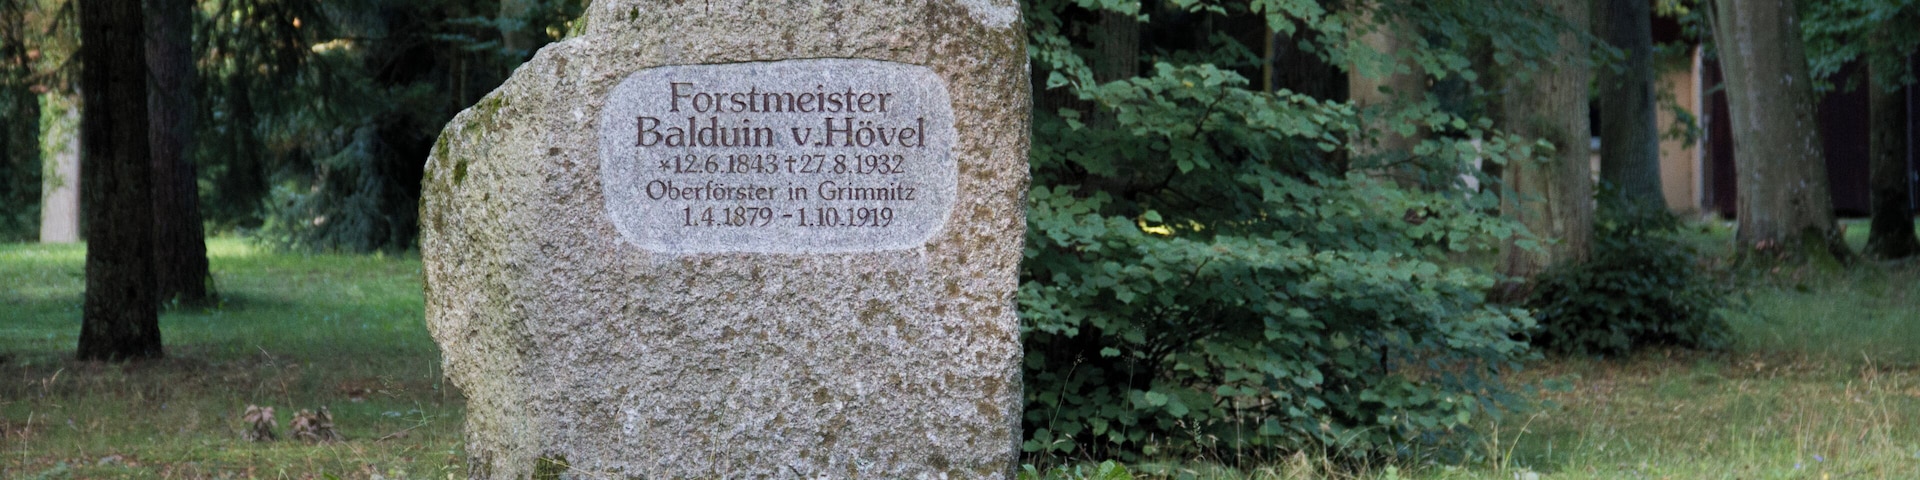 Forstmeister
Balduin v. Hövel
*12.6.1843 †27.8.1932
Oberförster in Grimnitz
1.4.1879 - 1.10.1919